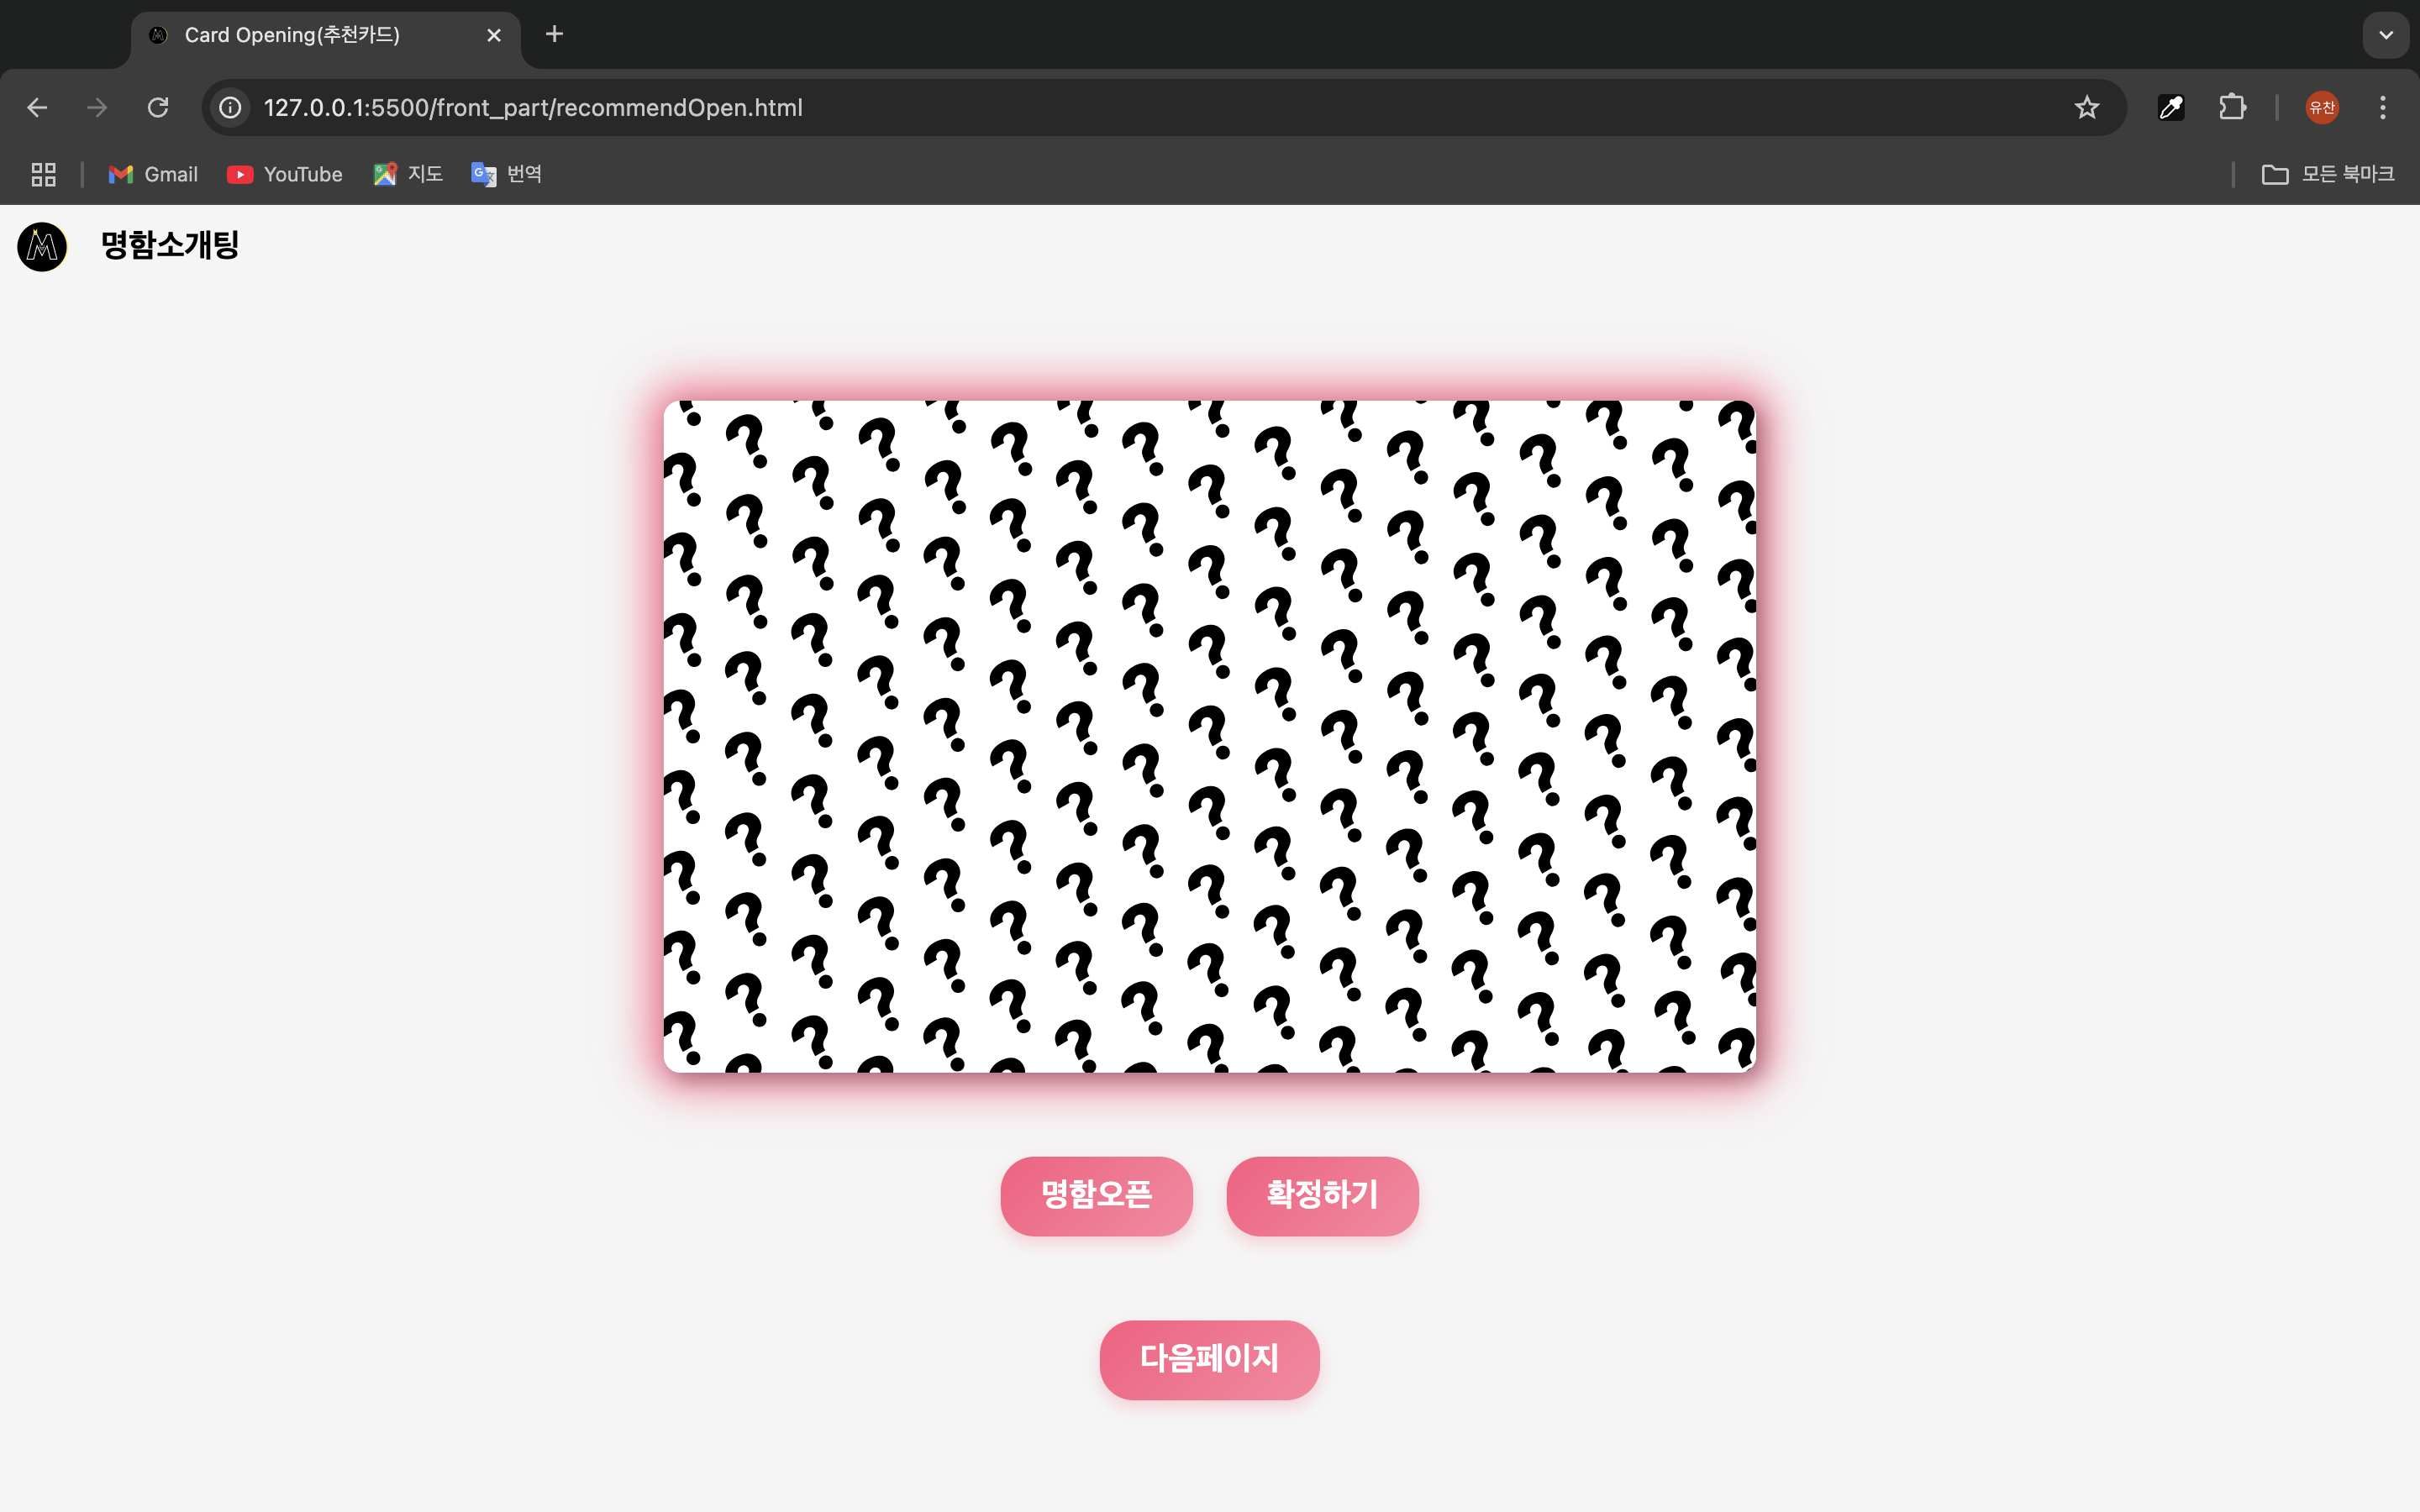 Card Opening(추천카드)
127.0.0.1:5500/front_part/recommendOpen.html
유찬
Gmail
YouTube
지도
번역
모든 북마크
명함소개팅
명함오픈
확정하기
다음페이지